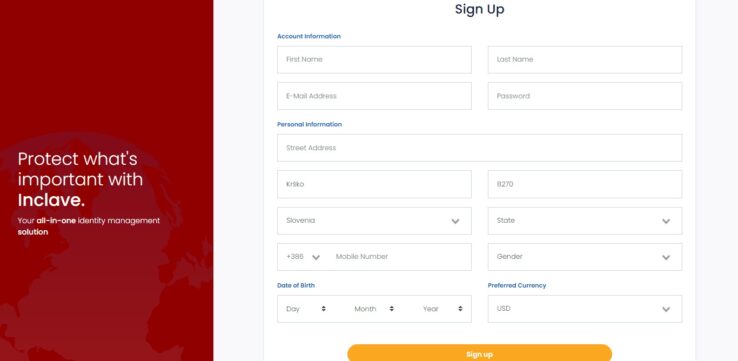 Sign Up
Account Information
First Name
Last Name
E-Mail Address
Password
Personal Information
Street Address
Krško
8270
Slovenia
State
+386
Mobile Number
Gender
Date of Birth
Preferred Currency
Day
Month
Year
USD
Sign up
Protect what's
important with
Inclave.
Your all-in-one identity management
solution